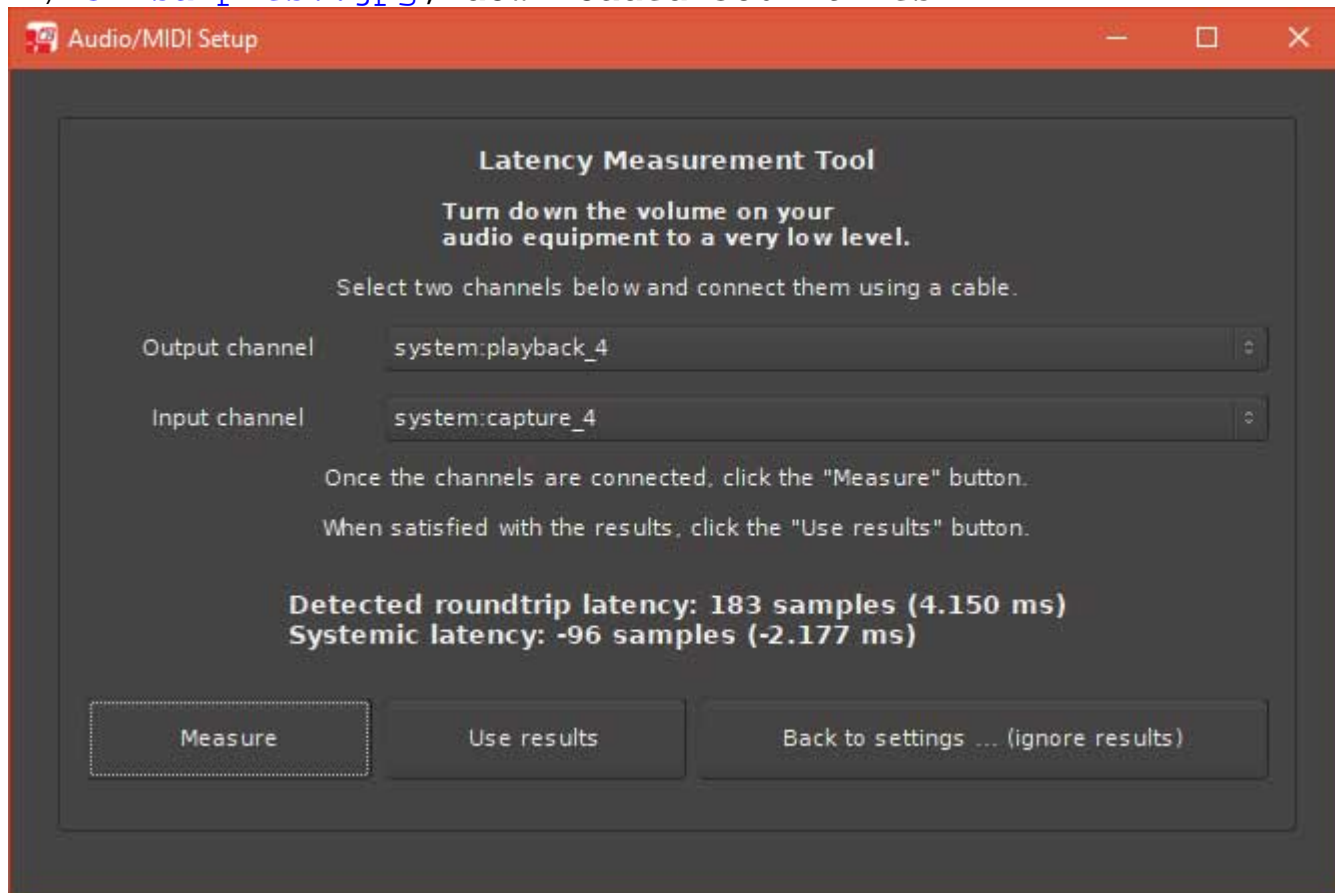 Audio/MIDI Setup
Latency Measurement Tool
Turn down the volume on your
audio equipment to a very low level.
Select two channels below and connect them using a cable.
Output channel system:playback_4
Input channel system:capture_4
Once the channels are connected, click the "Measure" button.
When satisfied with the results, click the "Use results" button.
Detected roundtrip latency: 183 samples (4.150 ms)
Systemic latency: -96 samples (-2.177 ms)
Measure Use results Back to settings ... (ignore results)